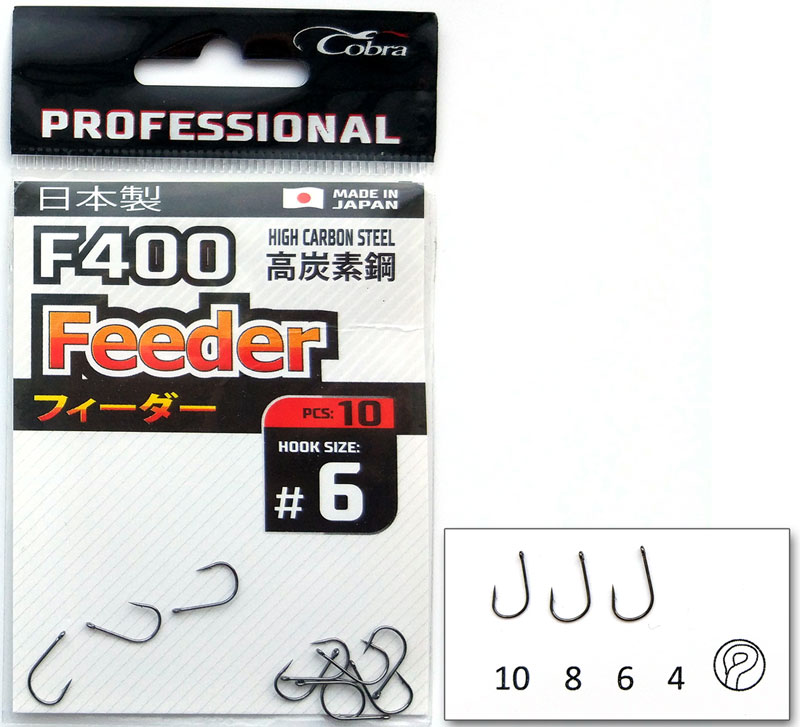 Cobra
PROFESSIONAL
日本製
MADE IN
JAPAN
F400
HIGH CARBON STEEL
高炭素鋼
Feeder
フィーダー
PCS: 10
HOOK SIZE:
# 6
10 8 6 4